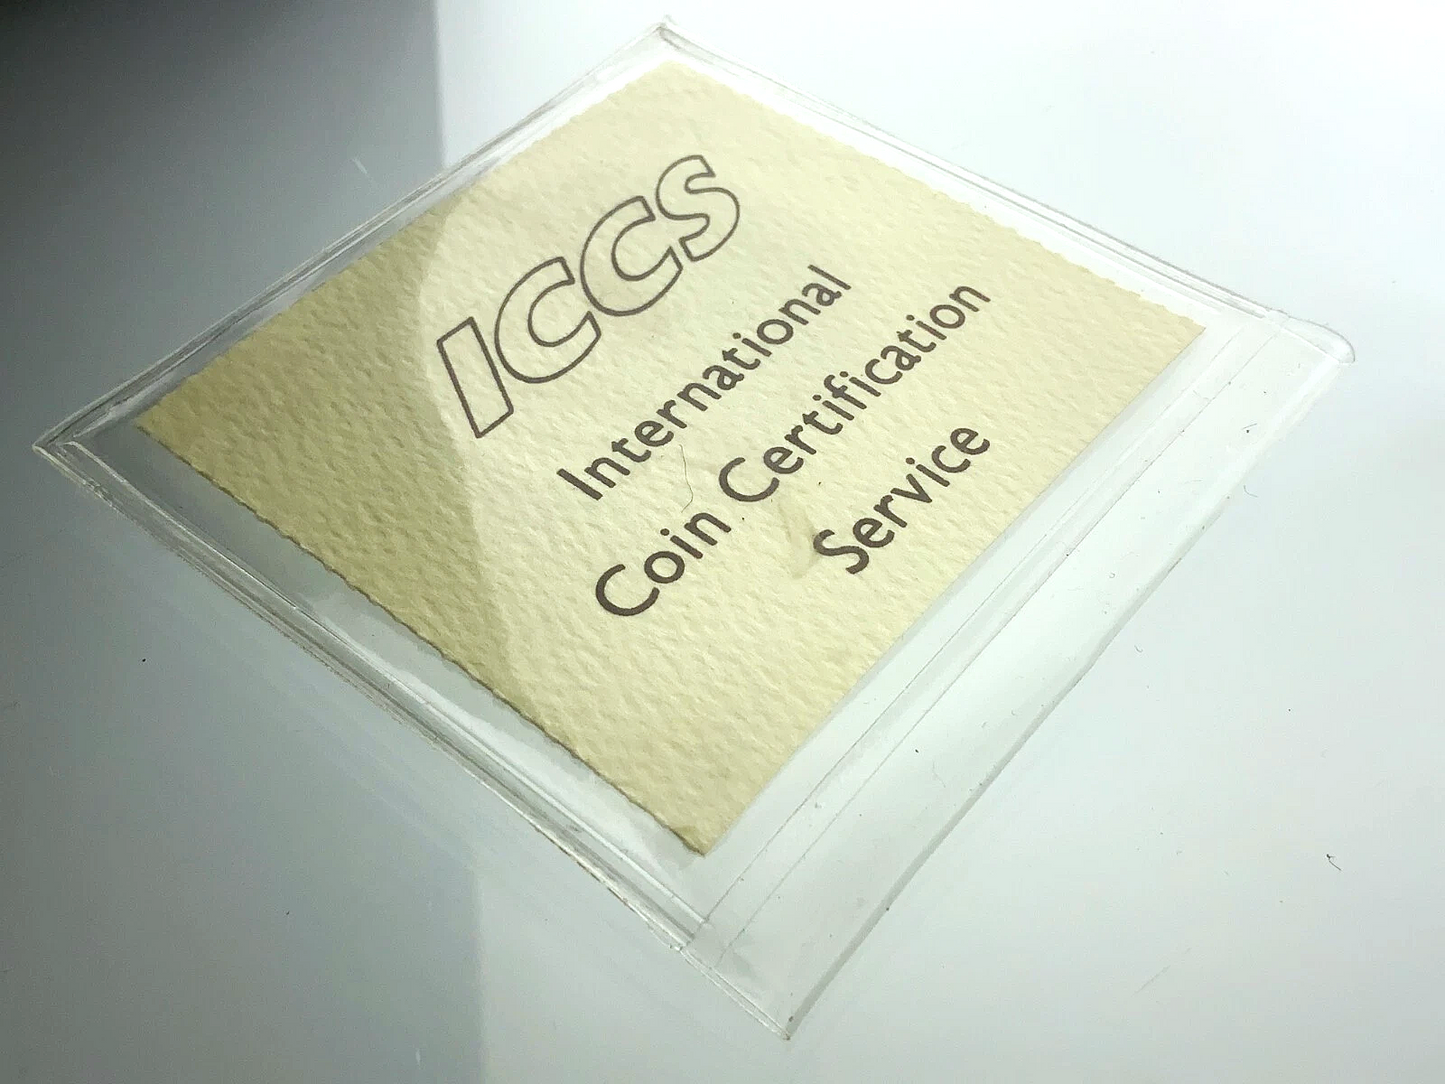 ICCS
International
Coin Certification
Service